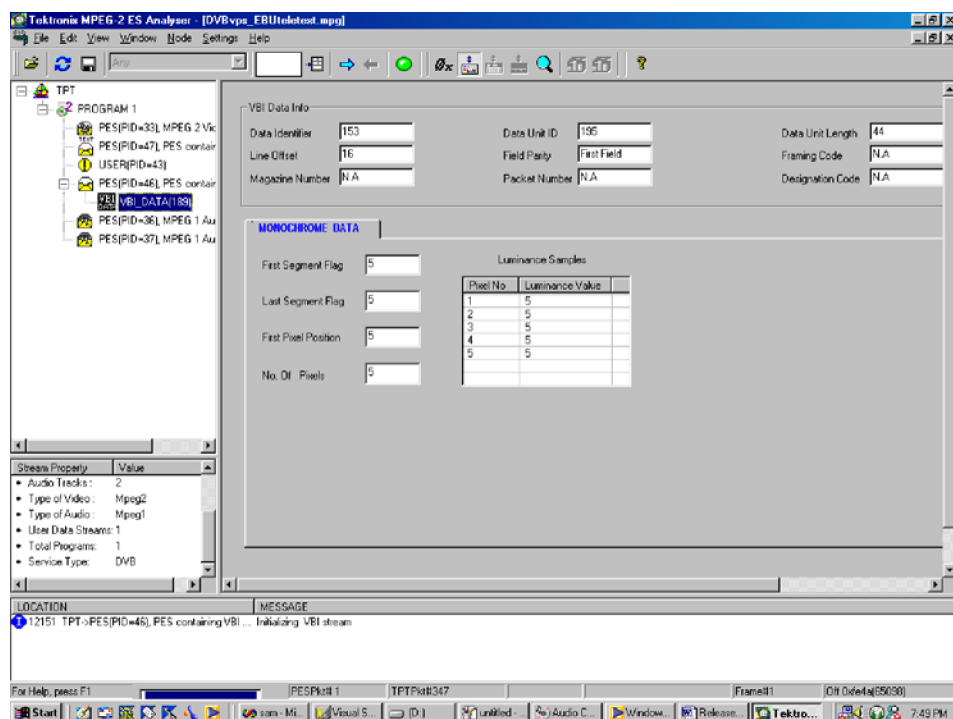 Tektronix MPEG-2 ES Analyser - [DVBvps_EBUteletext.mpg]
File Edit View Window Node Settings Help
Any
TPT
PROGRAM 1
PES(PID=33), MPEG 2 Vic
PES(PID=47), PES contair
USER(PID=43)
PES(PID=46), PES contair
VBI_DATA(189)
PES(PID=36), MPEG 1 Au
PES(PID=37), MPEG 1 Au
VBI Data Info
Data Identifier 153 Data Unit ID 195 Data Unit Length 44
Line Offset 16 Field Parity First Field Framing Code N.A
Magazine Number N.A Packet Number N.A Designation Code N.A
MONOCHROME DATA
First Segment Flag 5
Last Segment Flag 5
First Pixel Position 5
No. Of Pixels 5
Luminance Samples
Pixel No Luminance Value
1 5
2 5
3 5
4 5
5 5
Stream Property Value
Audio Tracks : 2
Type of Video : Mpeg2
Type of Audio : Mpeg1
User Data Streams: 1
Total Programs: 1
Service Type: DVB
LOCATION MESSAGE
12151 TPT->PES(PID=46), PES containing VBI ... Initializing VBI stream
For Help, press F1 PESPkt# 1 TPTPkt#347 Frame#1 Off 0xfe4a(65098)
Start sam - Mi... Visual S... (D:) untitled - ... Audio C... Window... Release... Tektro... 7:49 PM